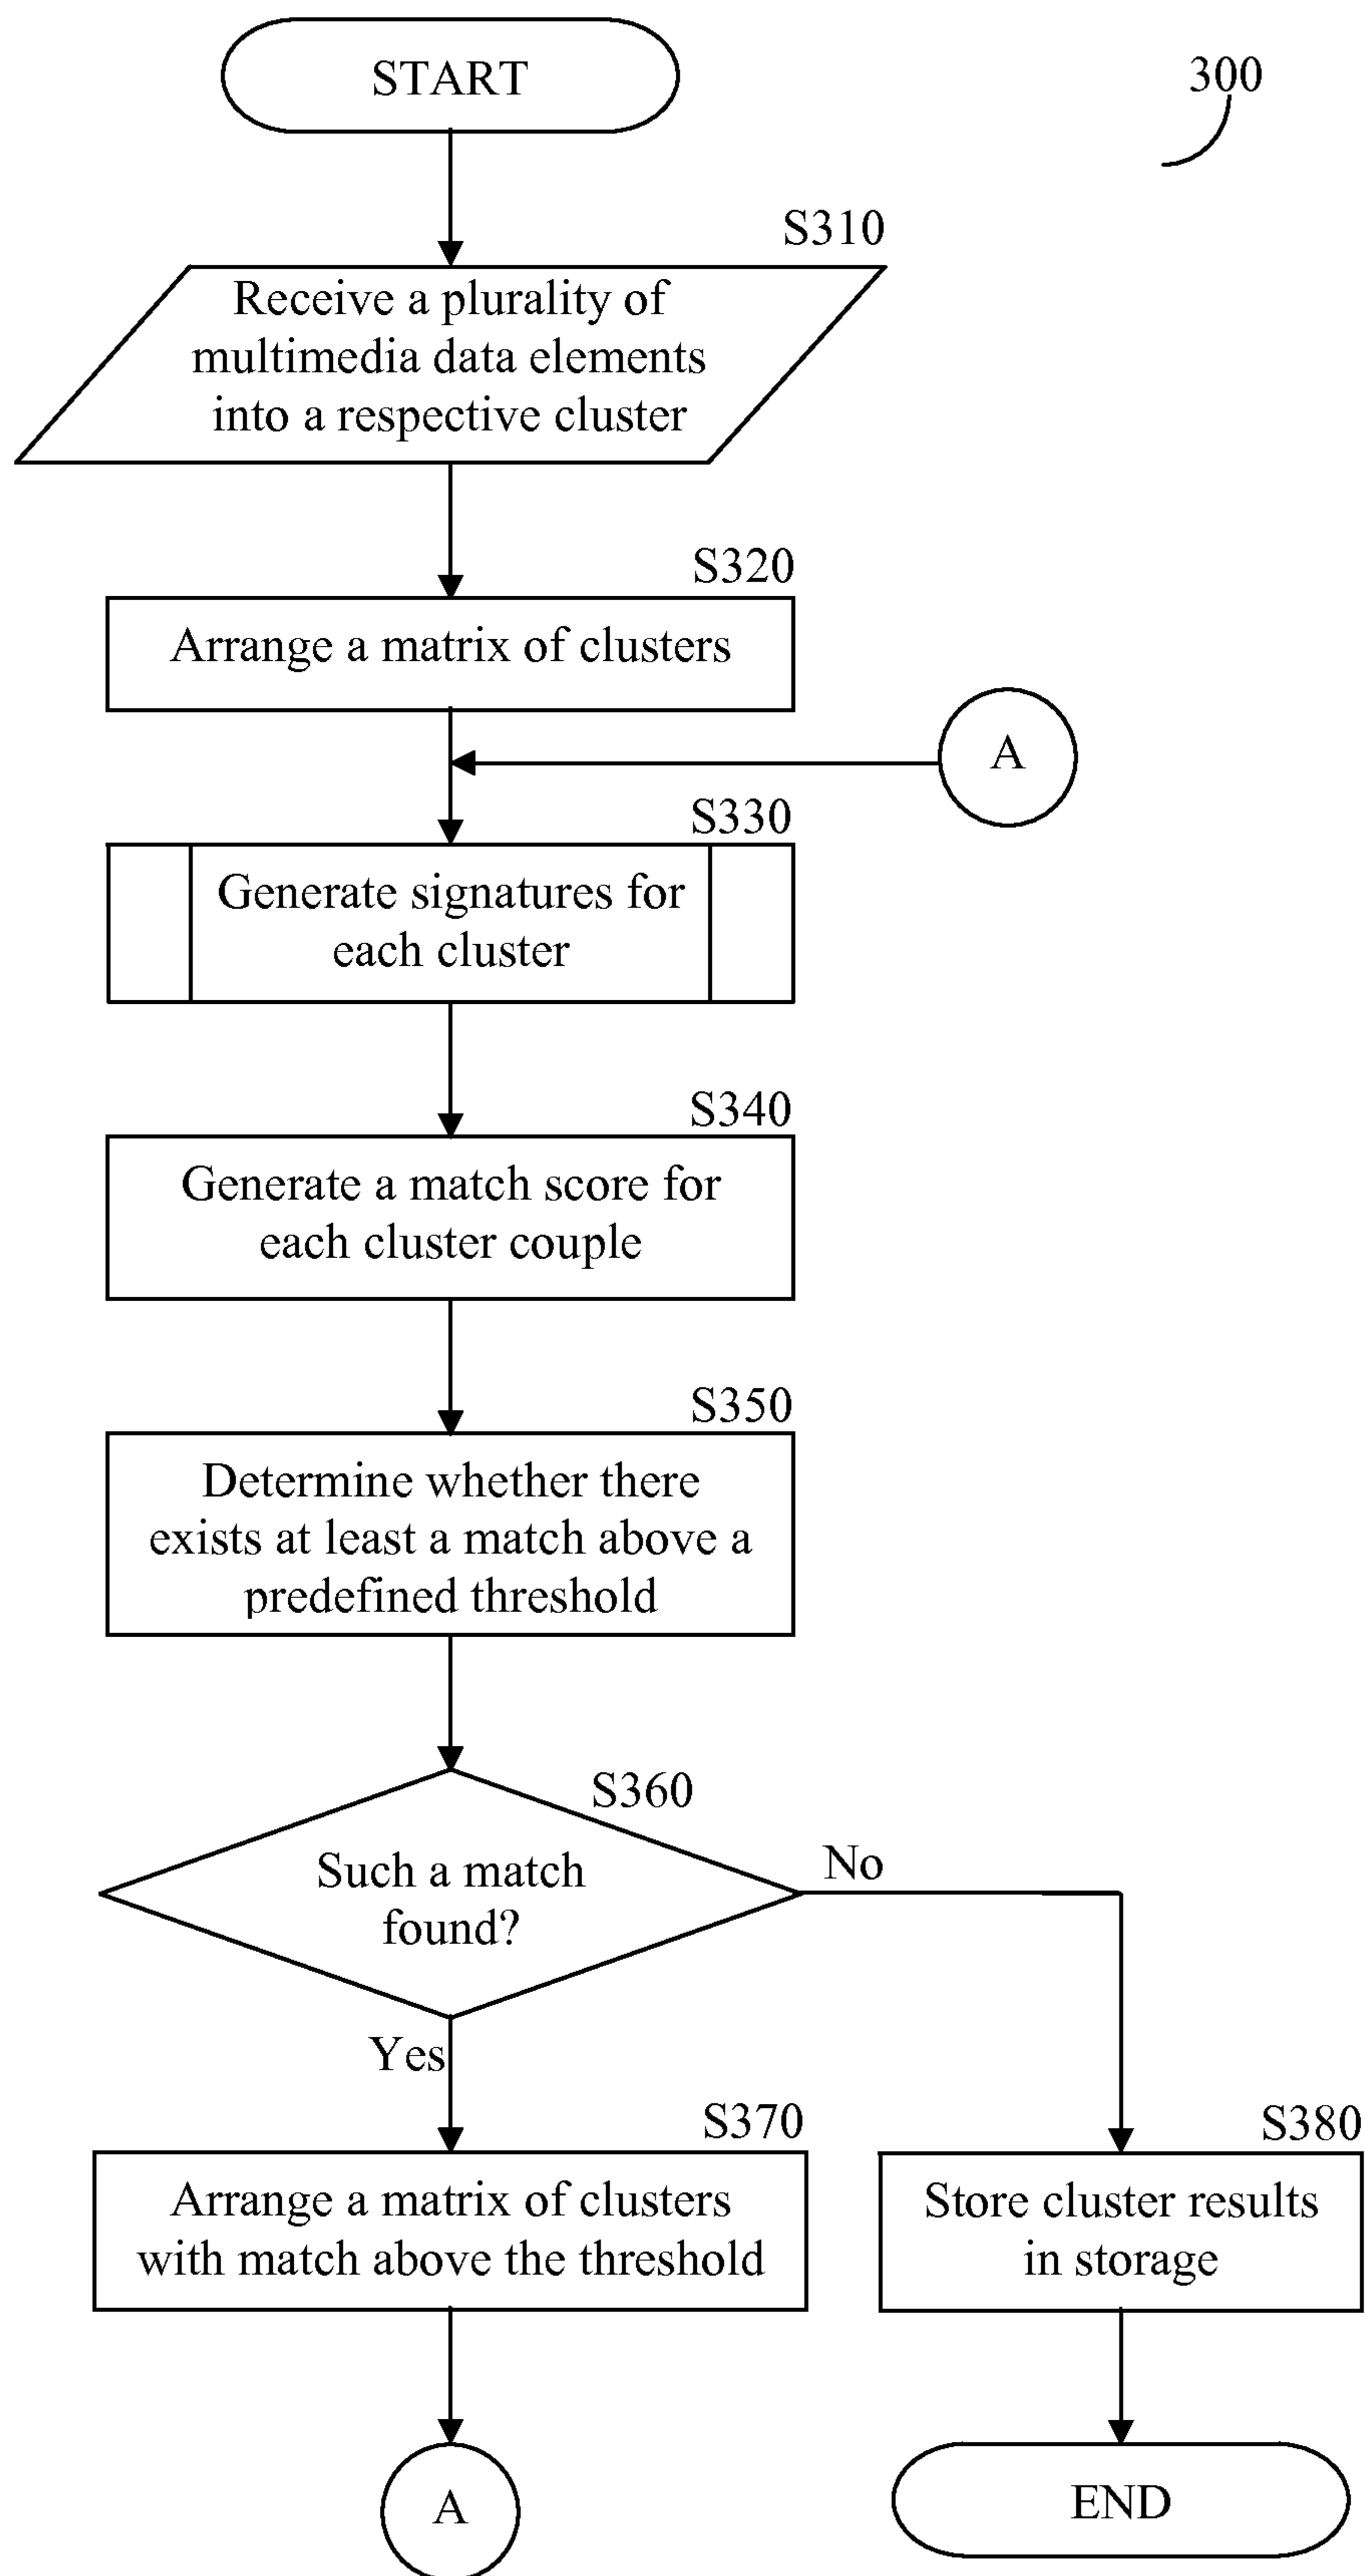 START
300
S310
Receive a plurality of
multimedia data elements
into a respective cluster
S320
Arrange a matrix of clusters
A
S330
Generate signatures for
each cluster
S340
Generate a match score for
each cluster couple
S350
Determine whether there
exists at least a match above a
predefined threshold
S360
Such a match
found?
No
Yes
S370
Arrange a matrix of clusters
with match above the threshold
S380
Store cluster results
in storage
A
END